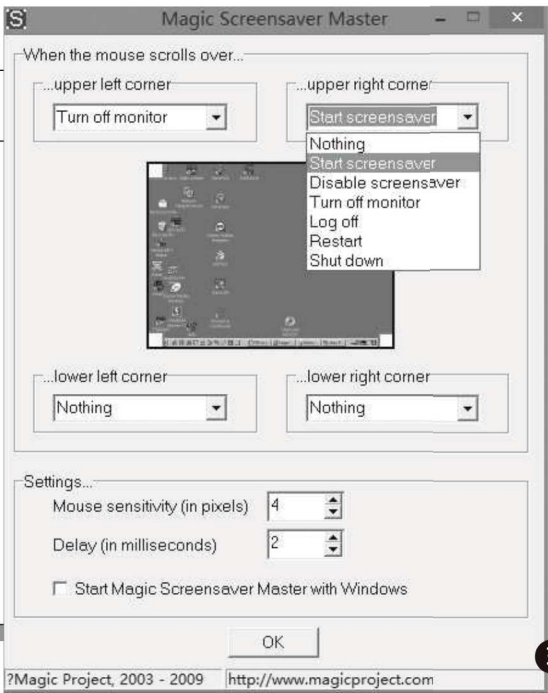 S Magic Screensaver Master
When the mouse scrolls over...
...upper left corner
Turn off monitor
...upper right corner
Start screensaver
Nothing
Start screensaver
Disable screensaver
Turn off monitor
Log off
Restart
Shut down
...lower left corner
Nothing
...lower right corner
Nothing
Settings...
Mouse sensitivity (in pixels) 4
Delay (in milliseconds) 2
Start Magic Screensaver Master with Windows
OK
?Magic Project, 2003 - 2009 http://www.magicproject.com